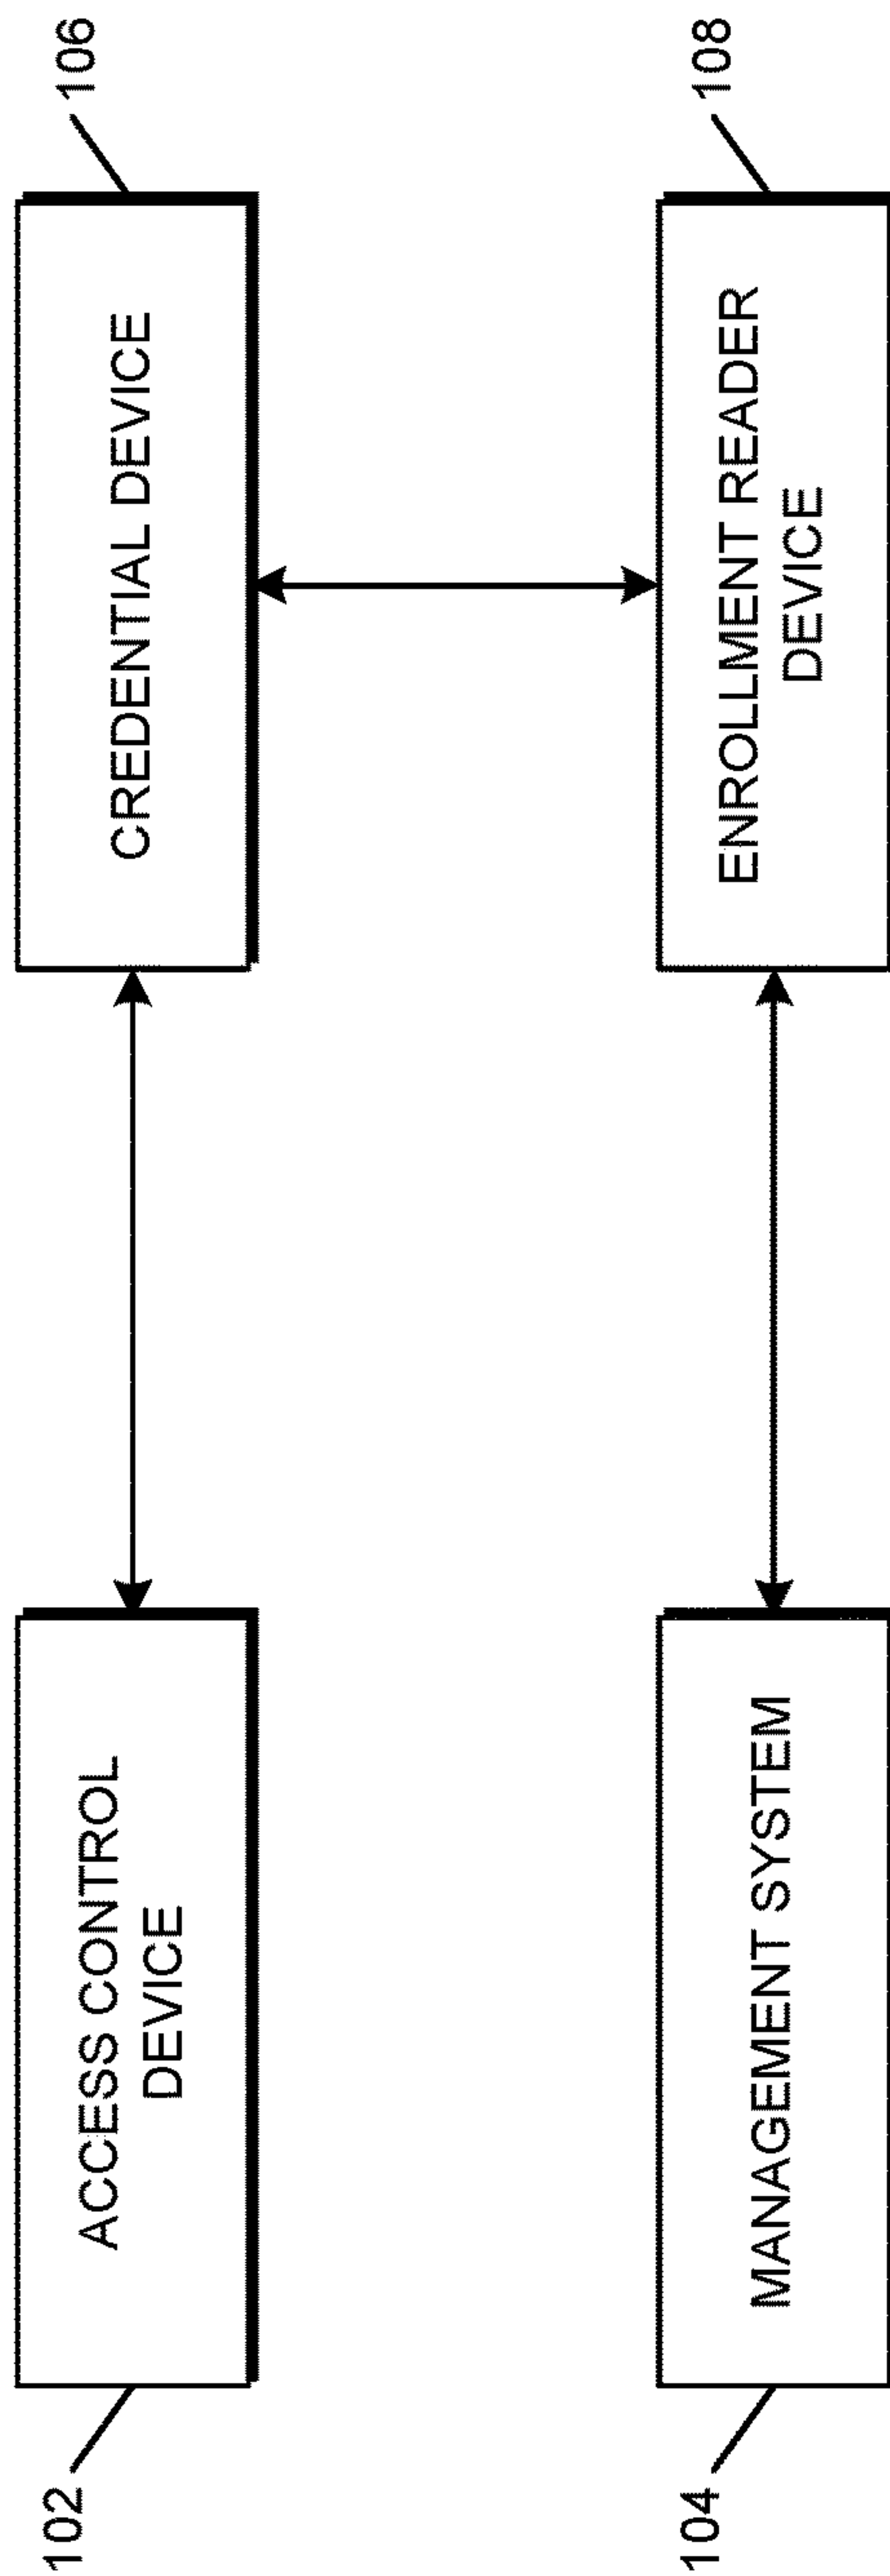 102
ACCESS CONTROL
DEVICE
CREDENTIAL DEVICE
106
104
MANAGEMENT SYSTEM
ENROLLMENT READER
DEVICE
108